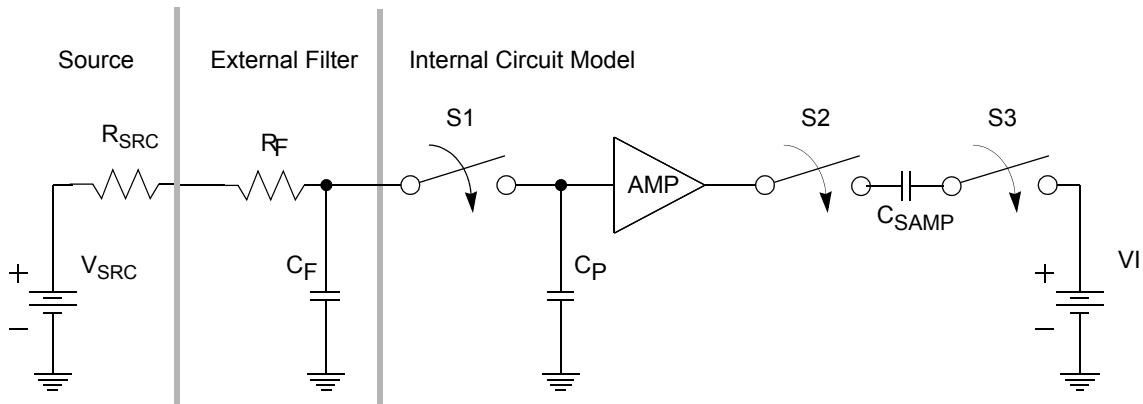 Source
External Filter
Internal Circuit Model
S1
S2
S3
RSRC
RF
AMP
CSAMP
+
VSRC
CF
CP
+
VI
−
−